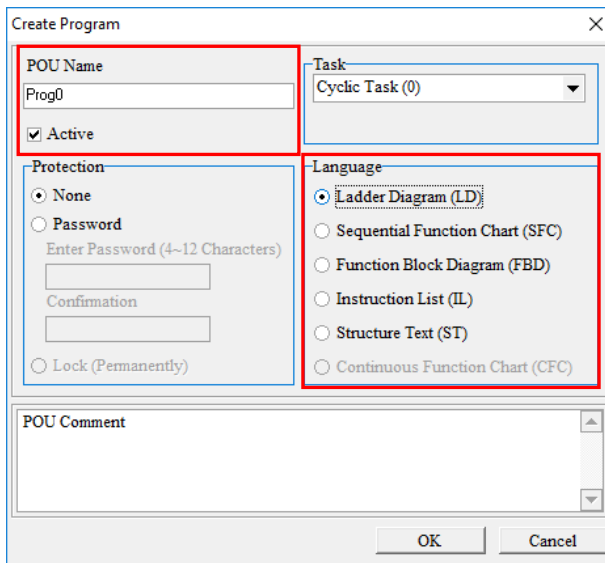 Create Program
POU Name
Prog0
Active
Task
Cyclic Task (0)
Protection
None
Password
Enter Password (4~12 Characters)
Confirmation
Lock (Permanently)
Language
Ladder Diagram (LD)
Sequential Function Chart (SFC)
Function Block Diagram (FBD)
Instruction List (IL)
Structure Text (ST)
Continuous Function Chart (CFC)
POU Comment
OK
Cancel